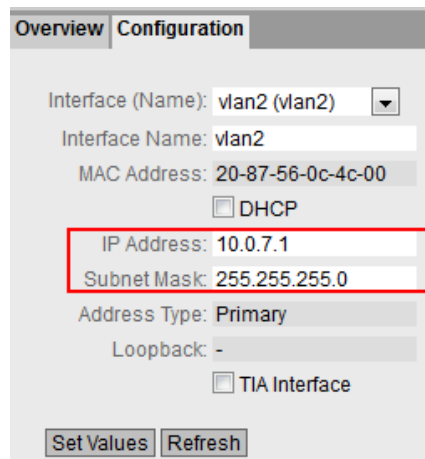 Overview Configuration
Interface (Name): vlan2 (vlan2)
Interface Name: vlan2
MAC Address: 20-87-56-0c-4c-00
DHCP
IP Address: 10.0.7.1
Subnet Mask: 255.255.255.0
Address Type: Primary
Loopback: -
TIA Interface
Set Values Refresh